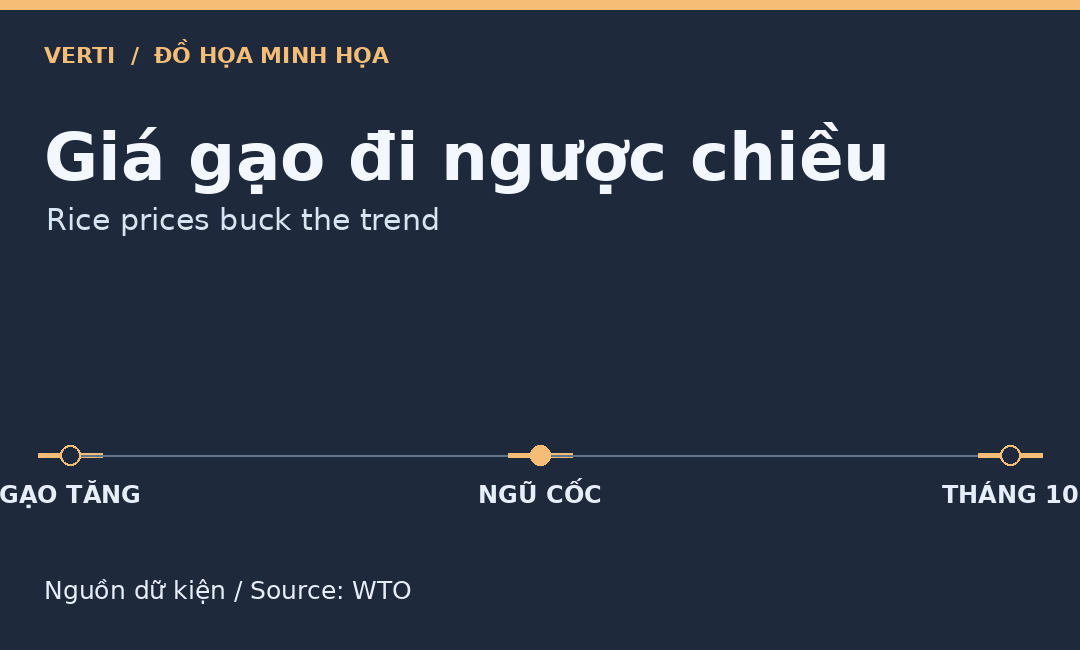 VERTI / ĐỒ HỌA MINH HỌA
Giá gạo đi ngược chiều
Rice prices buck the trend
GẠO TĂNG
NGŨ CỐC
THÁNG 10
Nguồn dữ kiện / Source: WTO